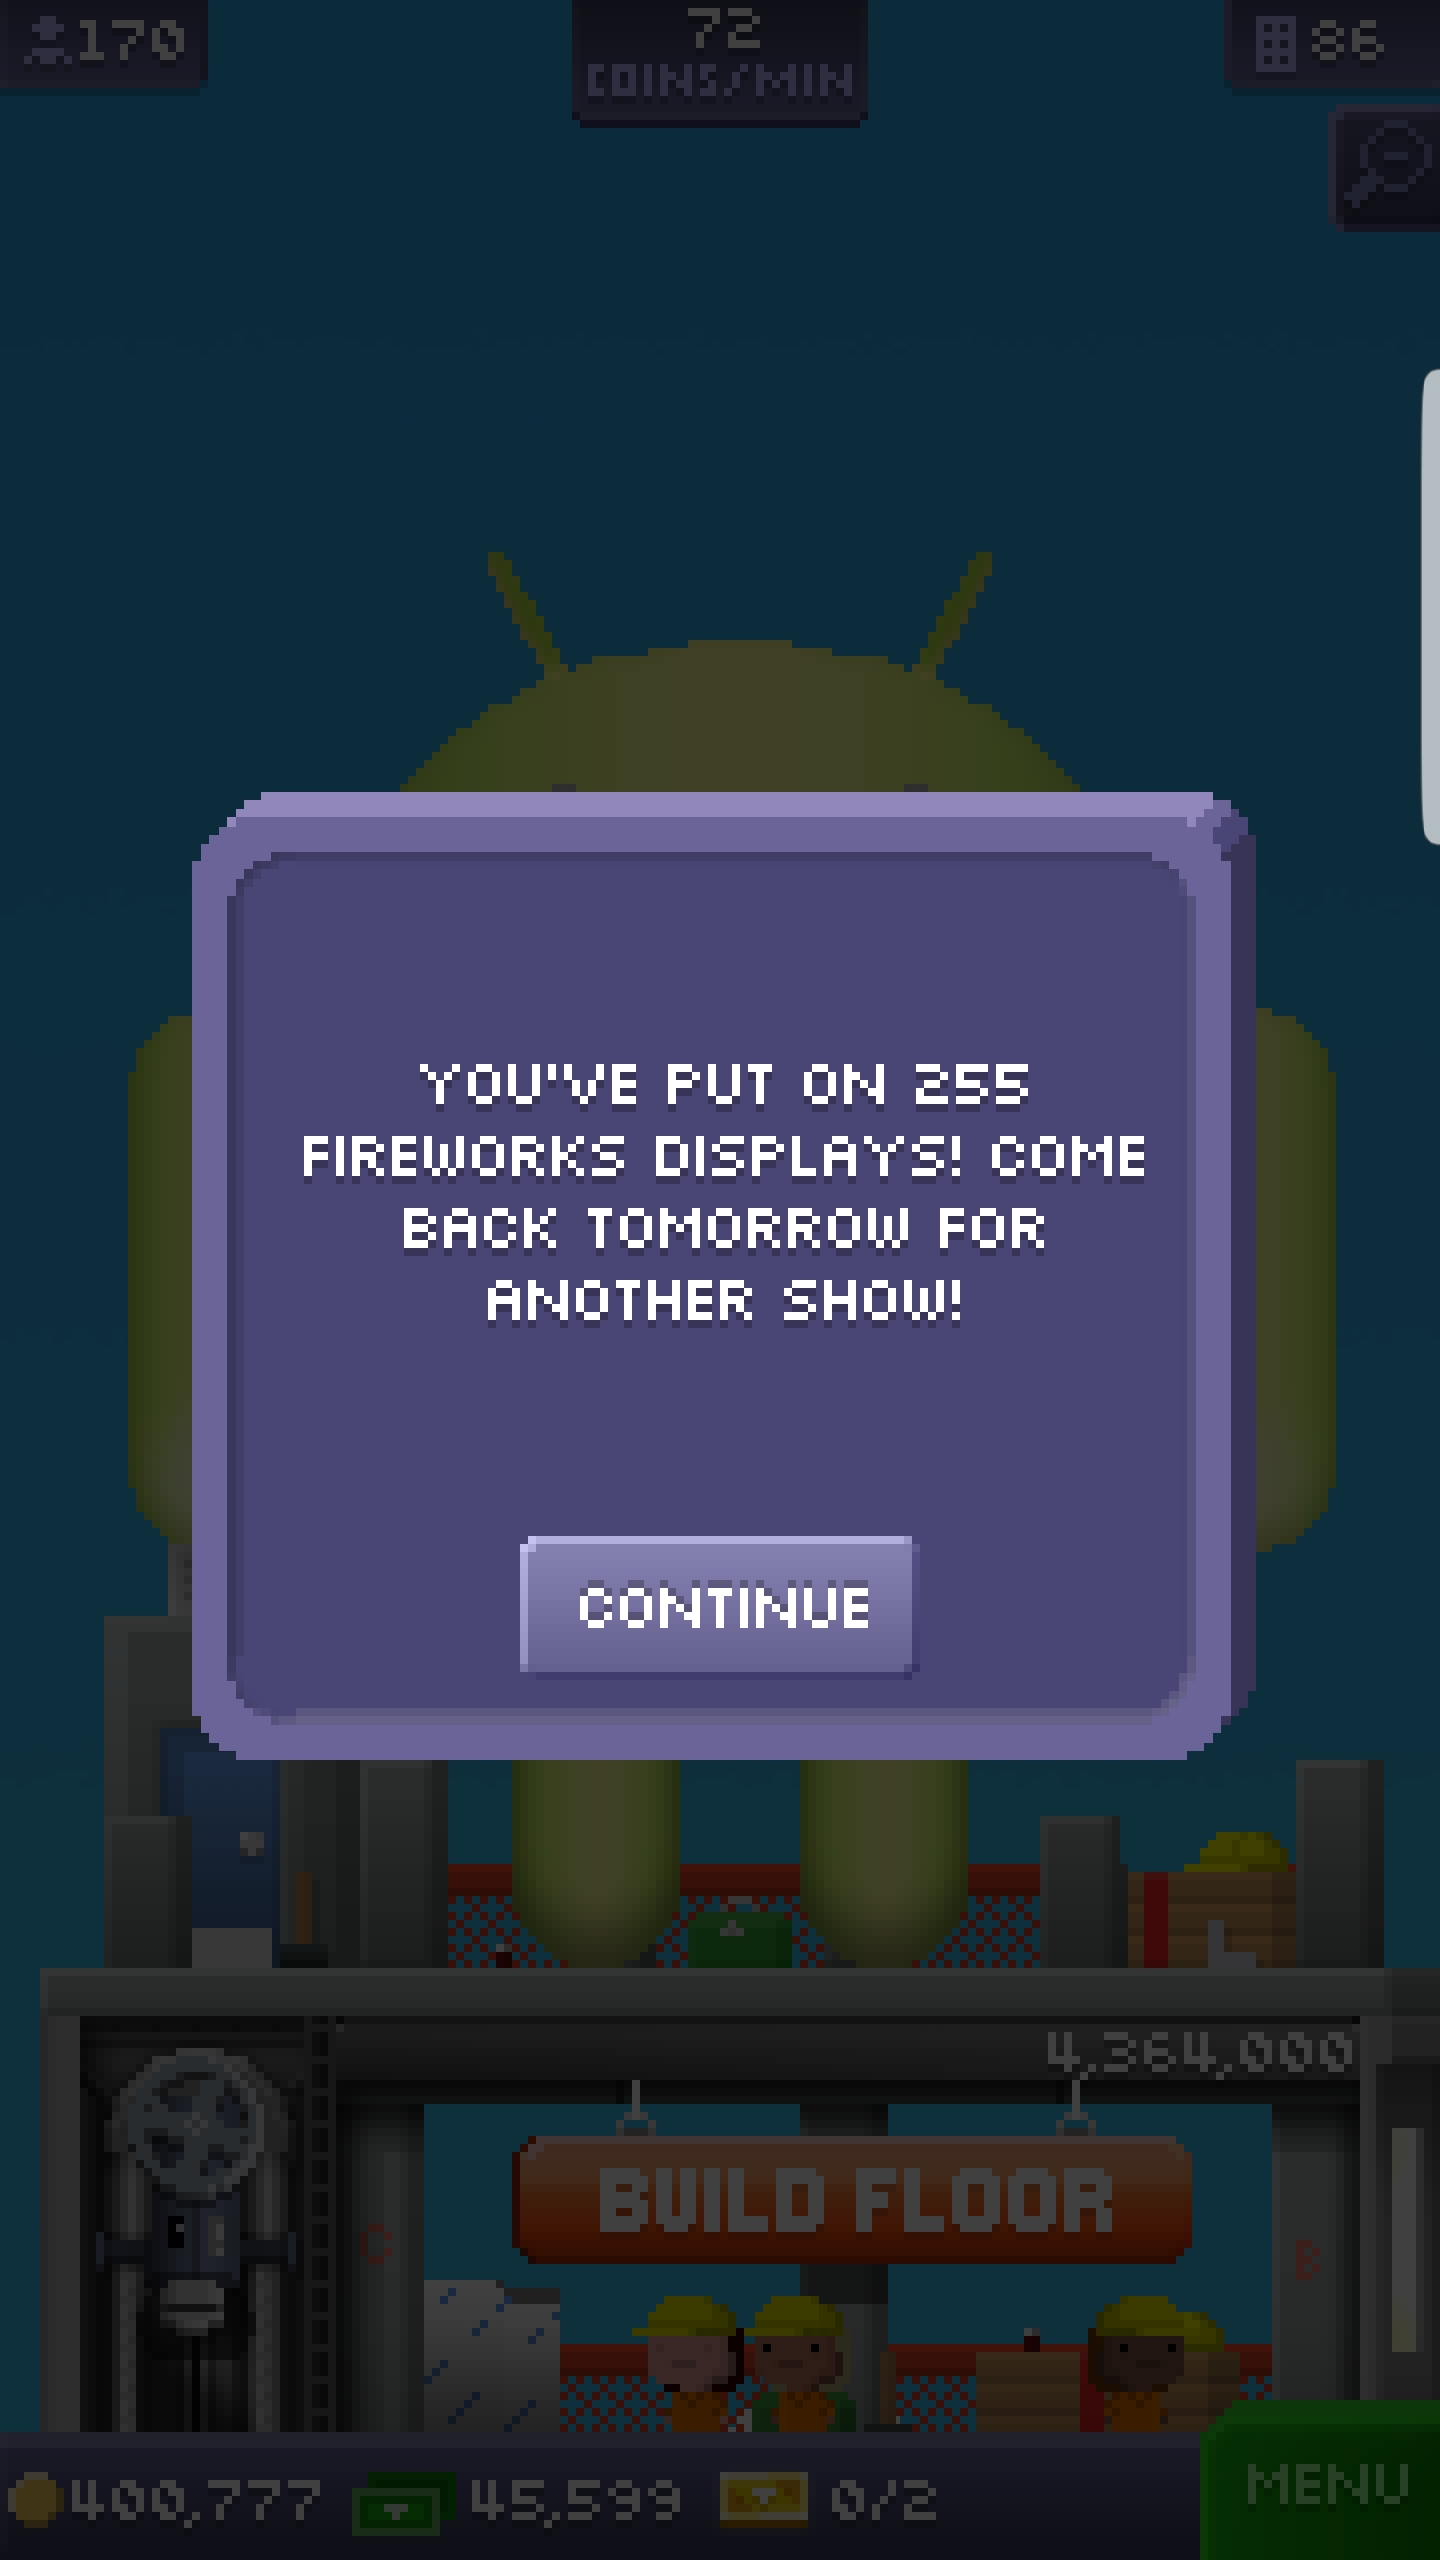 170
72
COINS/MIN
86
YOU'VE PUT ON 255
FIREWORKS DISPLAYS! COME
BACK TOMORROW FOR
ANOTHER SHOW!
CONTINUE
4,364,000
BUILD FLOOR
C
B
400,777
45,599
0/2
MENU